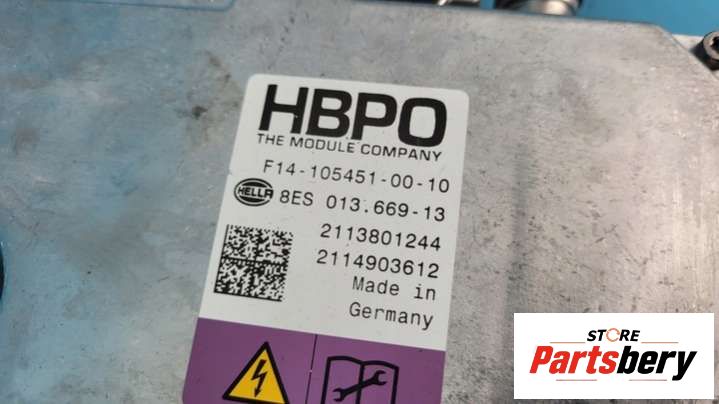 HBPO
THE MODULE COMPANY
F14-105451-00-10
HELLA 8ES 013.669-13
2113801244
2114903612
Made in
Germany
STORE
Partsbery